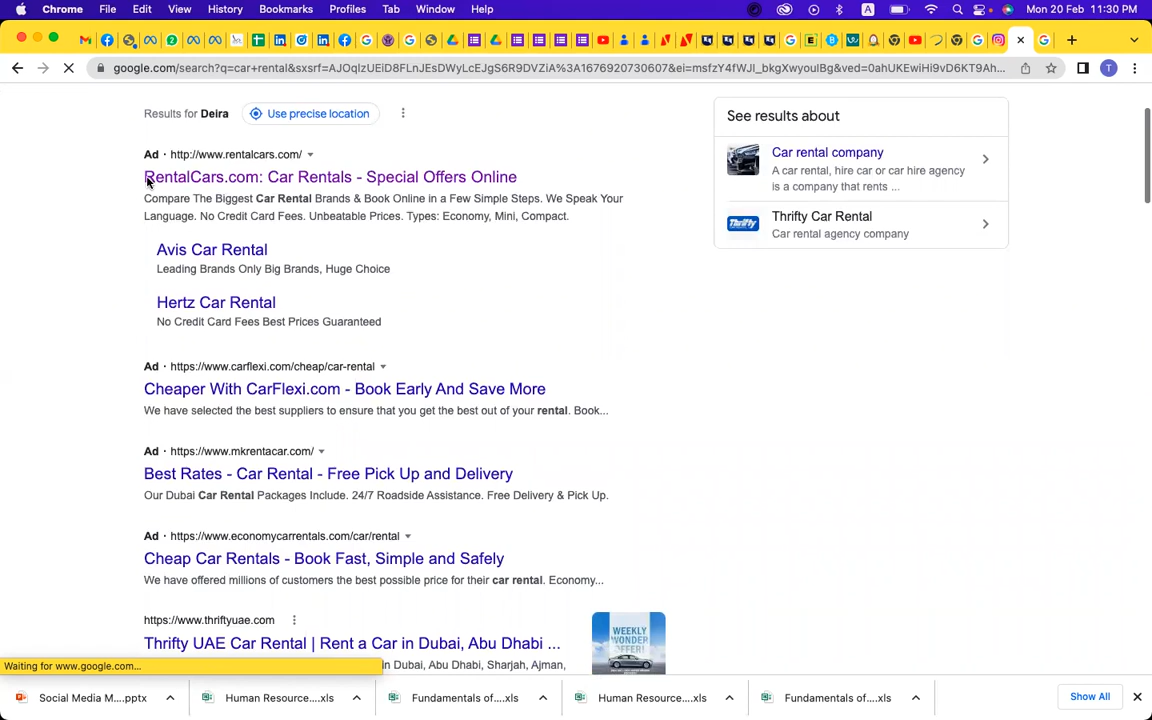 Chrome File Edit View History Bookmarks Profiles Tab Window Help A Mon 20 Feb 11:30 PM
google.com/search?q=car+rental&sxsrf=AJOqlzUEiD8FLnJEsDWyLcEJgS6R9DVZiA%3A1676920730607&ei=msfzY4fWJI_bkgXwyoulBg&ved=0ahUKEwiHi9vD6KT9Ah... T
Results for Deira Use precise location
See results about
Car rental company
A car rental, hire car or car hire agency
is a company that rents ...
Thrifty
Thrifty Car Rental
Car rental agency company
Ad · http://www.rentalcars.com/
RentalCars.com: Car Rentals - Special Offers Online
Compare The Biggest Car Rental Brands & Book Online in a Few Simple Steps. We Speak Your
Language. No Credit Card Fees. Unbeatable Prices. Types: Economy, Mini, Compact.
Avis Car Rental
Leading Brands Only Big Brands, Huge Choice
Hertz Car Rental
No Credit Card Fees Best Prices Guaranteed
Ad · https://www.carflexi.com/cheap/car-rental
Cheaper With CarFlexi.com - Book Early And Save More
We have selected the best suppliers to ensure that you get the best out of your rental. Book...
Ad · https://www.mkrentacar.com/
Best Rates - Car Rental - Free Pick Up and Delivery
Our Dubai Car Rental Packages Include. 24/7 Roadside Assistance. Free Delivery & Pick Up.
Ad · https://www.economycarrentals.com/car/rental
Cheap Car Rentals - Book Fast, Simple and Safely
We have offered millions of customers the best possible price for their car rental. Economy...
https://www.thriftyuae.com
Thrifty UAE Car Rental | Rent a Car in Dubai, Abu Dhabi ...
in Dubai, Abu Dhabi, Sharjah, Ajman,
WEEKLY
WONDER
OFFER!
Waiting for www.google.com...
Social Media M....pptx Human Resource....xls Fundamentals of....xls Human Resource....xls Fundamentals of....xls Show All